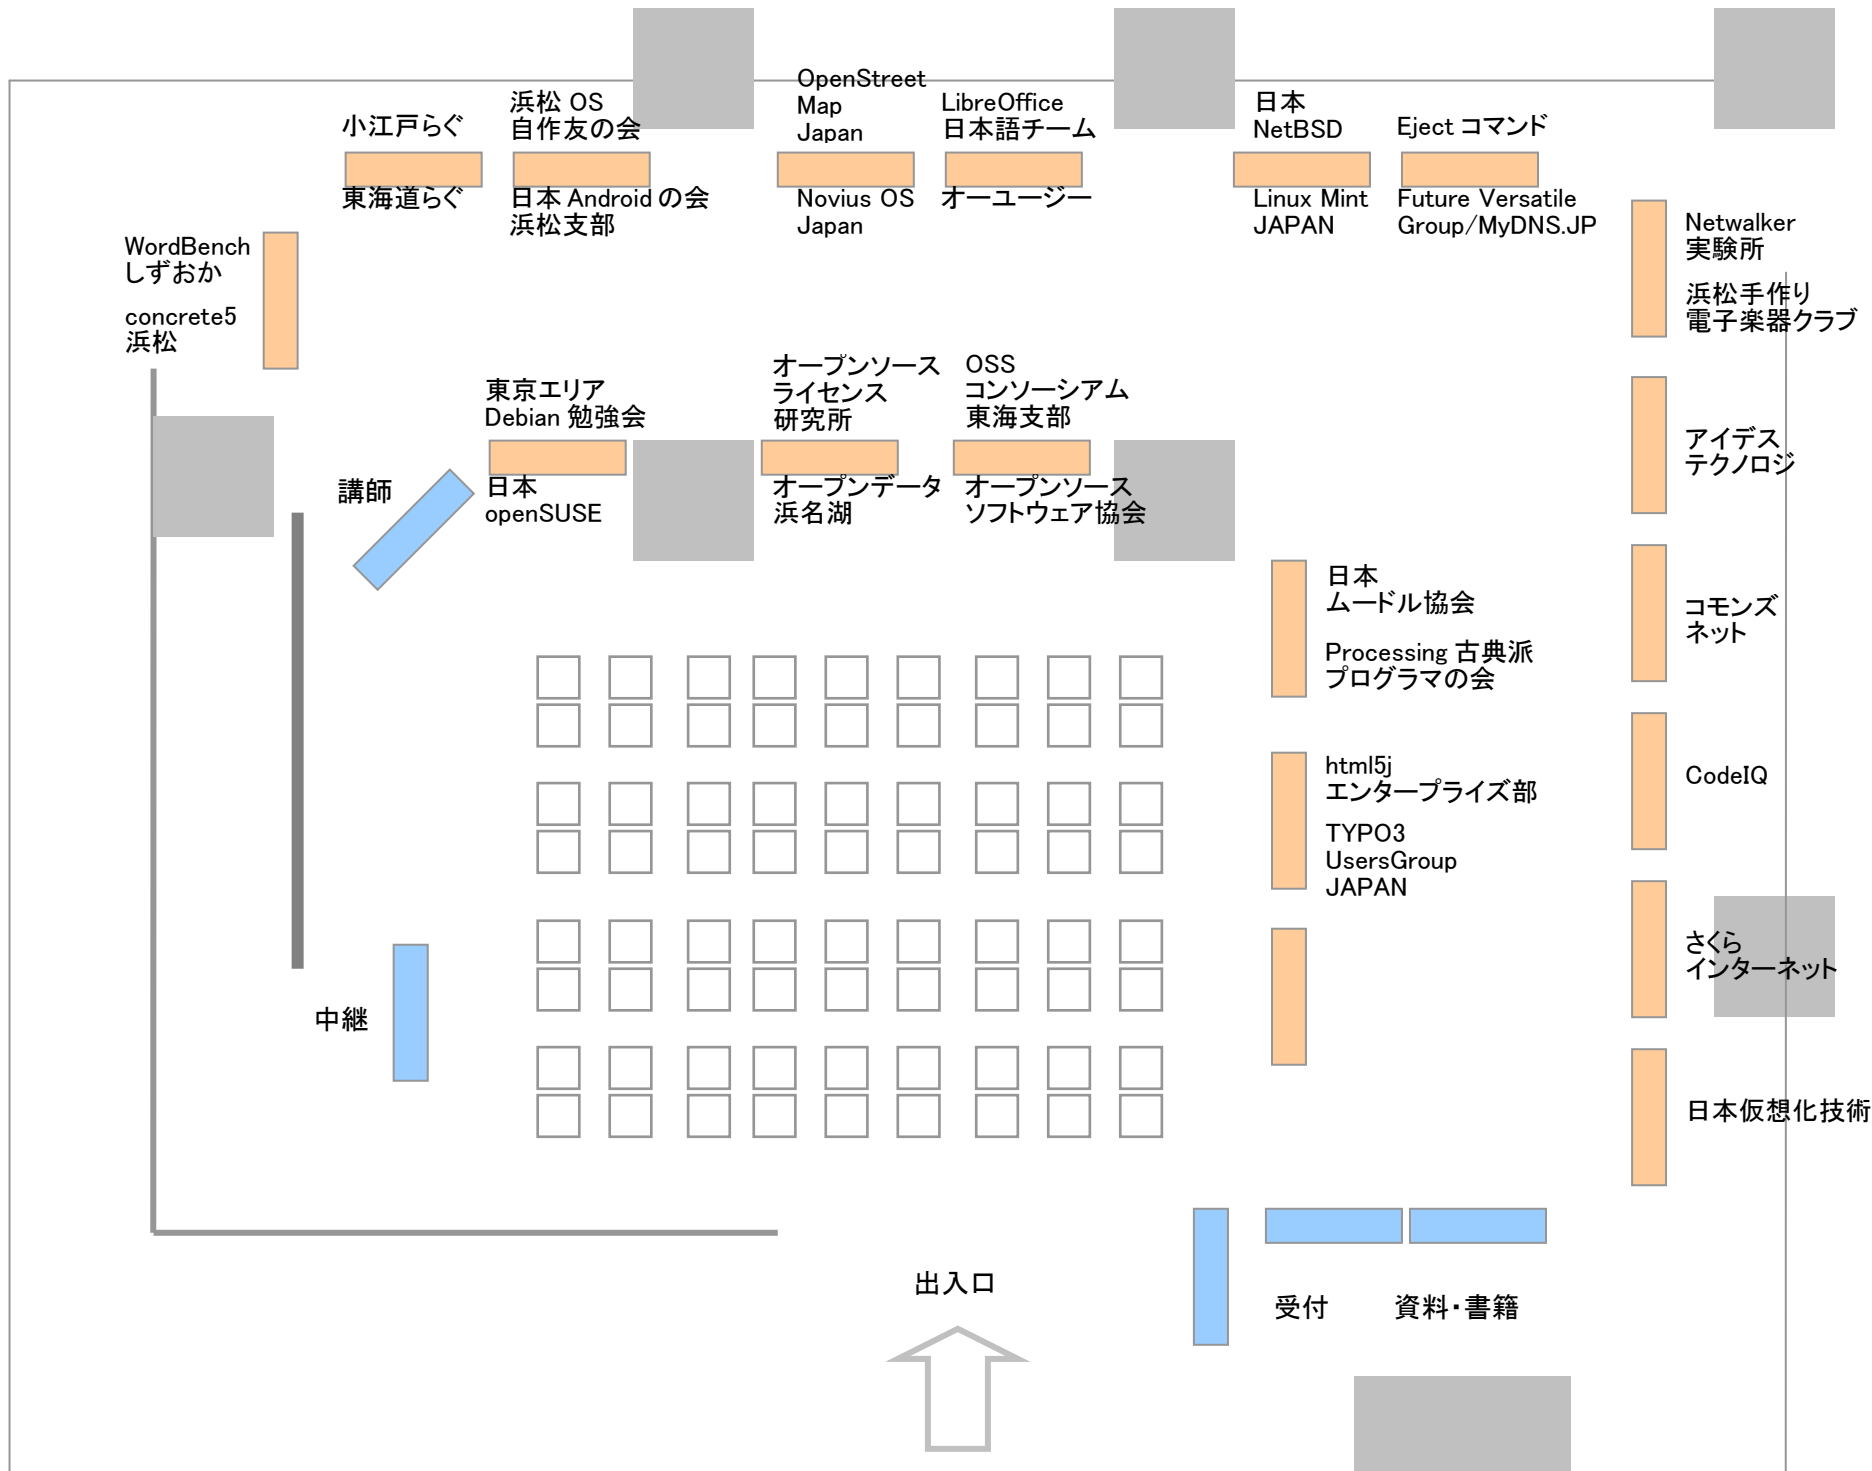 小江戸らぐ
東海道らぐ
浜松 OS
自作友の会
日本 Android の会
浜松支部
OpenStreet
Map
Japan
Novius OS
Japan
LibreOffice
日本語チーム
オーユージー
日本
NetBSD
Linux Mint
JAPAN
Eject コマンド
Future Versatile
Group/MyDNS.JP
Netwalker
実験所
浜松手作り
電子楽器クラブ
WordBench
しずおか
concrete5
浜松
東京エリア
Debian 勉強会
日本
openSUSE
オープンソース
ライセンス
研究所
オープンデータ
浜名湖
OSS
コンソーシアム
東海支部
オープンソース
ソフトウェア協会
アイデス
テクノロジ
講師
日本
ムードル協会
Processing 古典派
プログラマの会
コモンズ
ネット
html5j
エンタープライズ部
TYPO3
UsersGroup
JAPAN
CodeIQ
さくら
インターネット
中継
日本仮想化技術
出入口
受付
資料・書籍